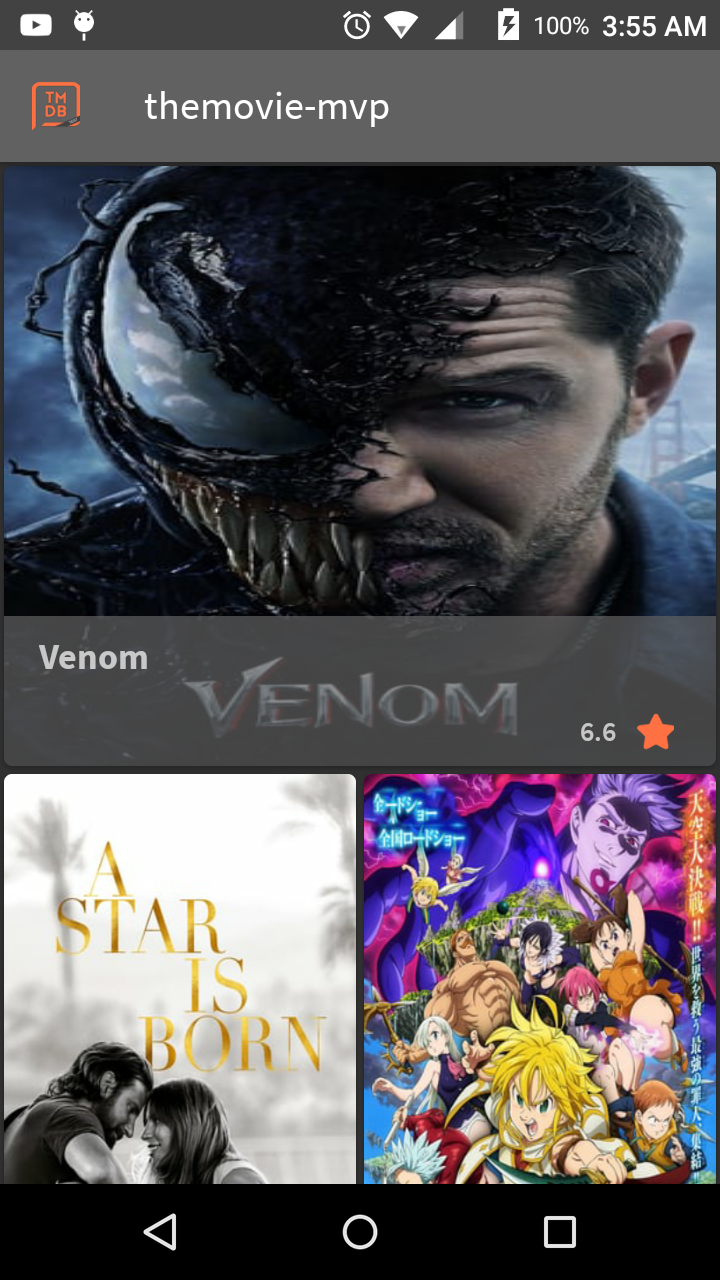 100% 3:55 AM
TM
DB
themovie-mvp
Venom
VENOM
6.6
A
STAR
IS
BORN
全国ロードショー
天空大決戦!!
世界を救う最強の罪人、集結!!